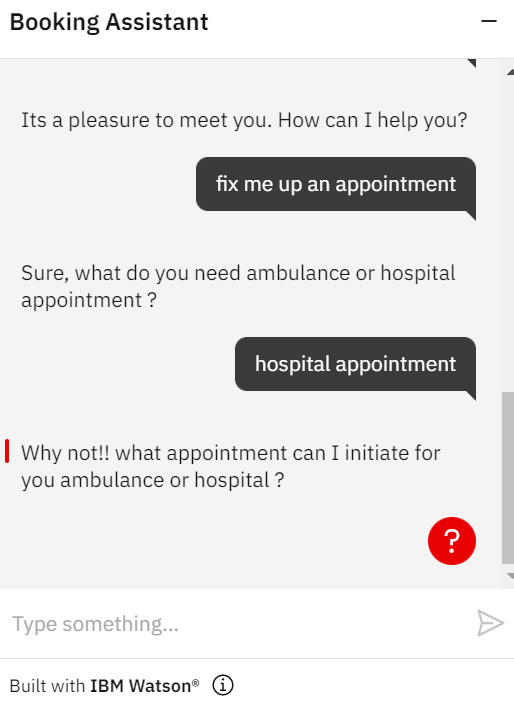 Booking Assistant
Its a pleasure to meet you. How can I help you?
fix me up an appointment
Sure, what do you need ambulance or hospital
appointment ?
hospital appointment
Why not!! what appointment can I initiate for
you ambulance or hospital ?
?
Type something...
Built with IBM Watson® i